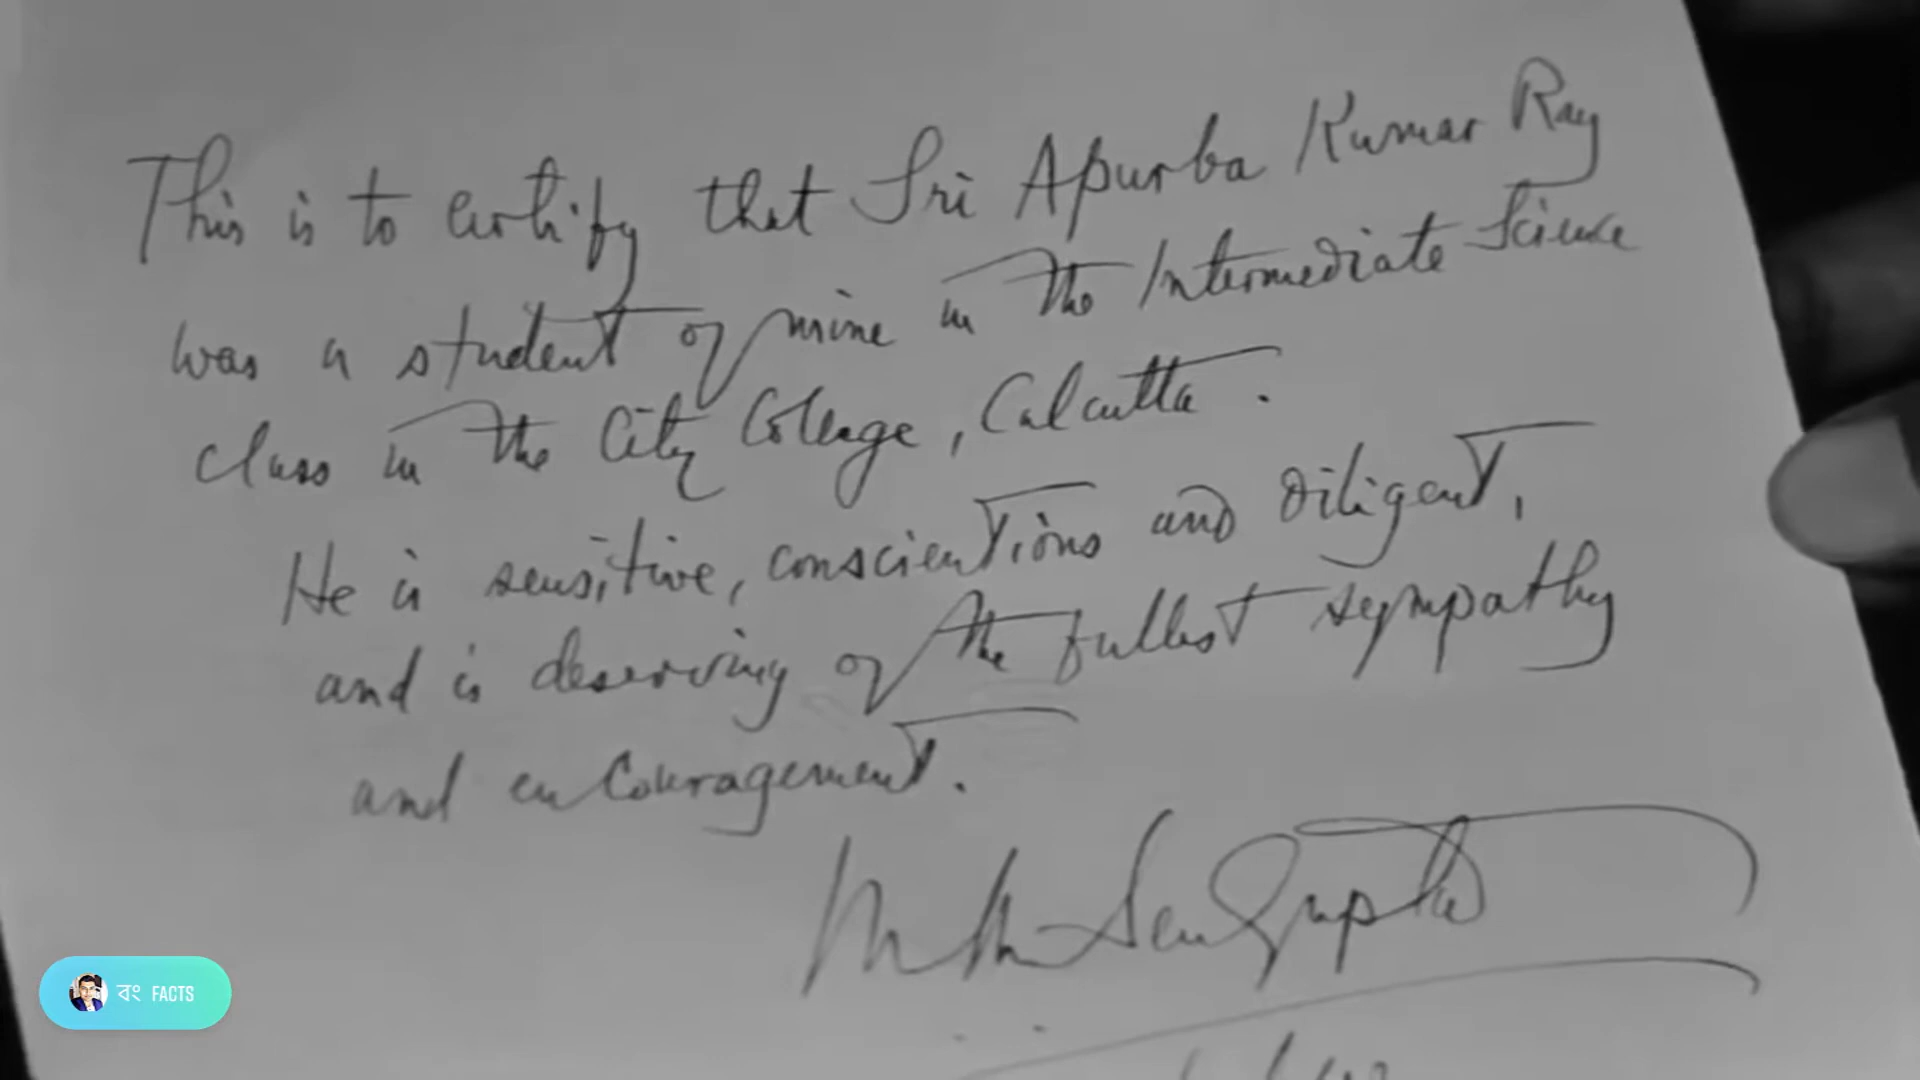 This is to certify that Sri Apurba Kumar Ray
was a student of mine in the Intermediate Science
class in the City College, Calcutta.
He is sensitive, conscientious and diligent,
and is deserving of the fullest sympathy
and encouragement.
Sen Gupta
বং FACTS